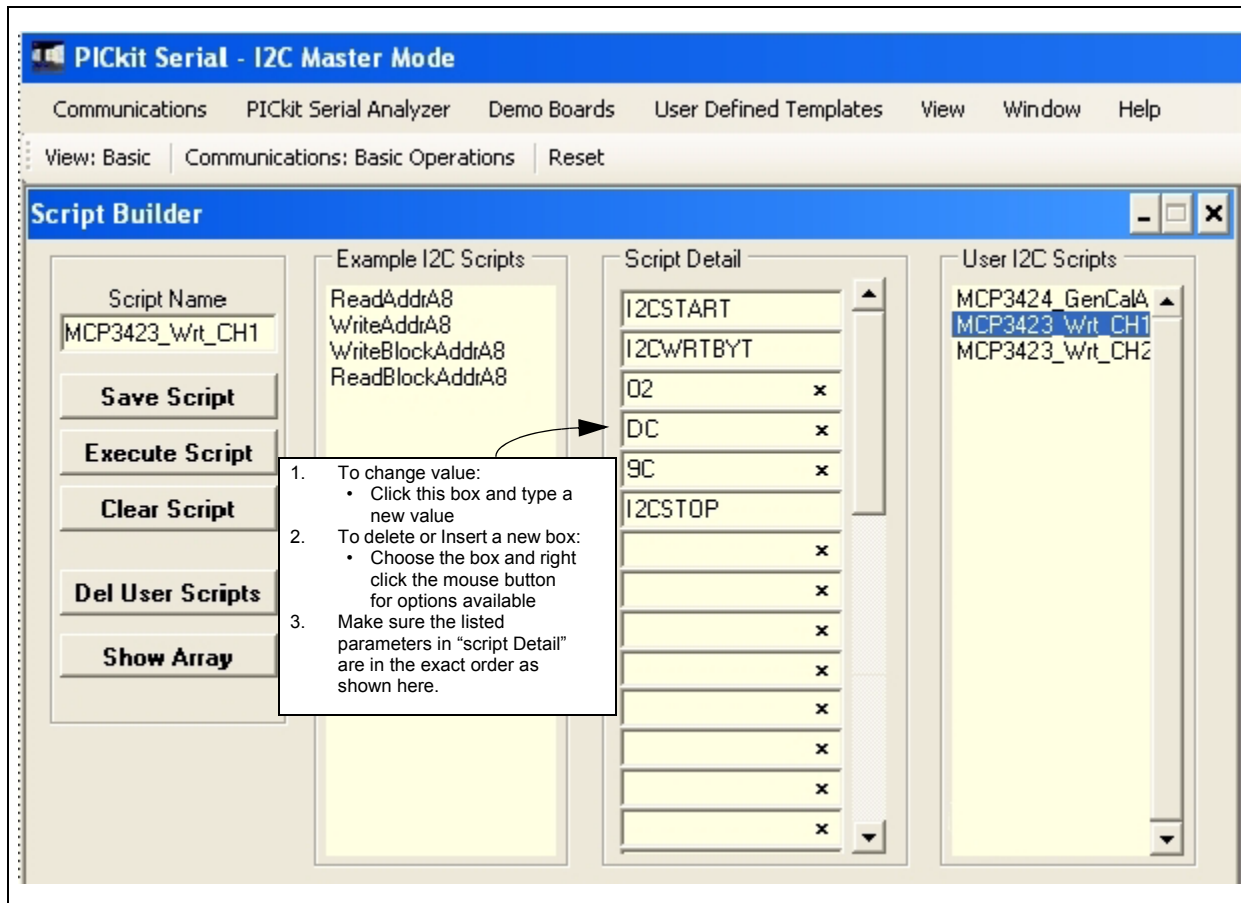 PICkit Serial - I2C Master Mode
Communications PICkit Serial Analyzer Demo Boards User Defined Templates View Window Help
View: Basic Communications: Basic Operations Reset
Script Builder
Script Name
MCP3423_Wrt_CH1
Save Script
Execute Script
Clear Script
Del User Scripts
Show Array
Example I2C Scripts
ReadAddrA8
WriteAddrA8
WriteBlockAddrA8
ReadBlockAddrA8
1. To change value:
• Click this box and type a
new value
2. To delete or Insert a new box:
• Choose the box and right
click the mouse button
for options available
3. Make sure the listed
parameters in “script Detail”
are in the exact order as
shown here.
Script Detail
I2CSTART
I2CWRTBYT
02
DC
9C
I2CSTOP
User I2C Scripts
MCP3424_GenCalA
MCP3423_Wrt_CH1
MCP3423_Wrt_CH2